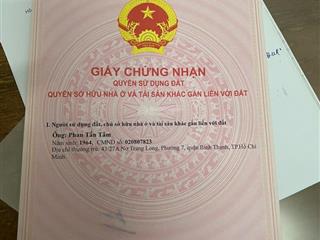 GIẤY CHỨNG NHẬN
QUYỀN SỬ DỤNG ĐẤT
QUYỀN SỞ HỮU NHÀ Ở VÀ TÀI SẢN KHÁC GẮN LIỀN VỚI ĐẤT
I. Người sử dụng đất, chủ sở hữu nhà ở và tài sản khác gắn liền với đất
Ông: Phan Tấn Tâm
Năm sinh: 1964, CMND số: 020807823
Địa chỉ thường trú: 43/27A Nơ Trang Long, Phường 7, quận Bình Thạnh, TP.Hồ Chí
Minh.